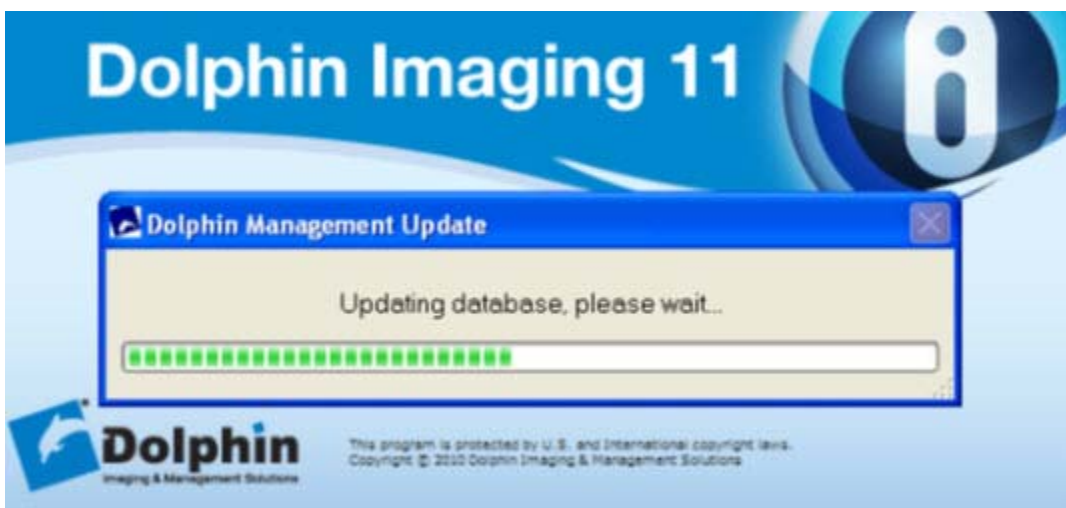 Dolphin Imaging 11
Dolphin Management Update
Updating database, please wait...
Dolphin
Imaging & Management Solutions
This program is protected by U.S. and International copyright laws.
Copyright © 2010 Dolphin Imaging & Management Solutions